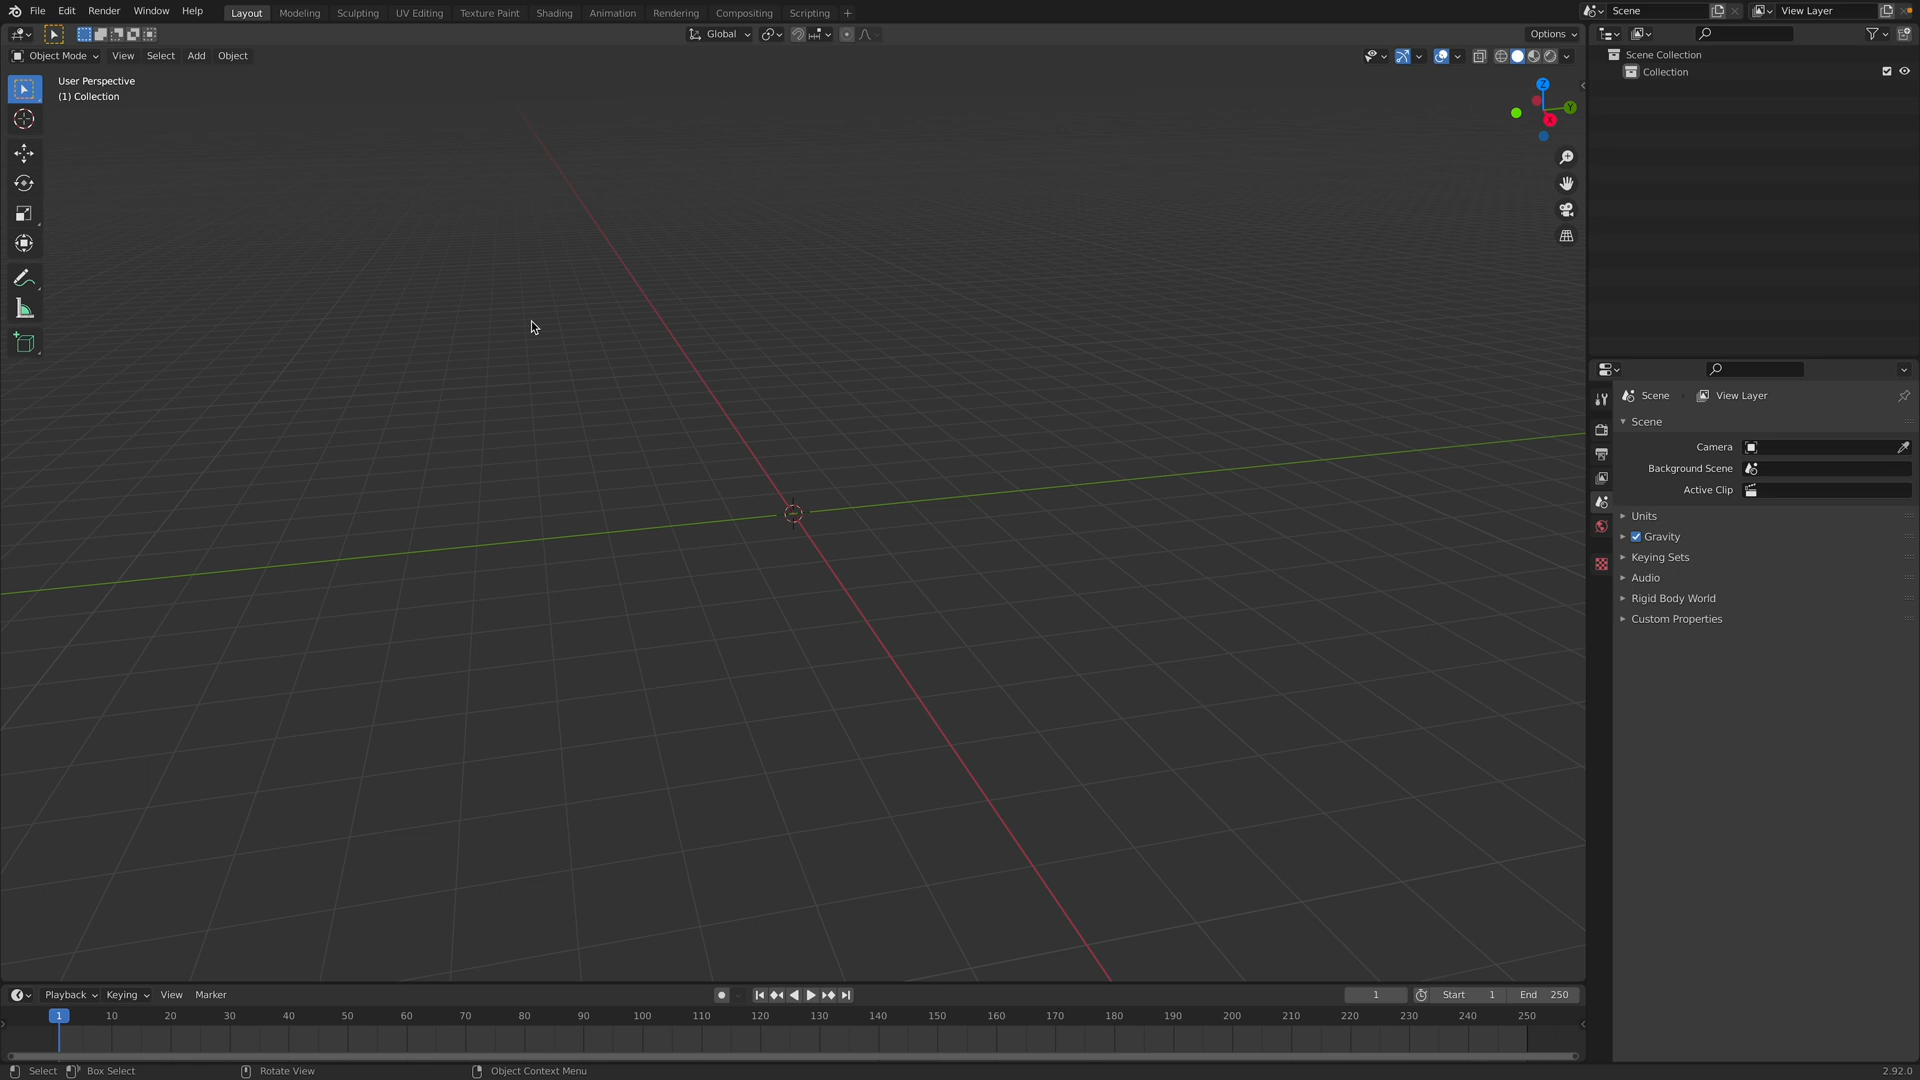 File Edit Render Window Help Layout Modeling Sculpting UV Editing Texture Paint Shading Animation Rendering Compositing Scripting + Scene View Layer
Global Options
Object Mode View Select Add Object
User Perspective
(1) Collection
Z
Y
X
Scene Collection
Collection
Scene View Layer
Scene
Camera
Background Scene
Active Clip
Units
Gravity
Keying Sets
Audio
Rigid Body World
Custom Properties
Playback Keying View Marker 1 Start 1 End 250
1 10 20 30 40 50 60 70 80 90 100 110 120 130 140 150 160 170 180 190 200 210 220 230 240 250
Select Box Select Rotate View Object Context Menu 2.92.0